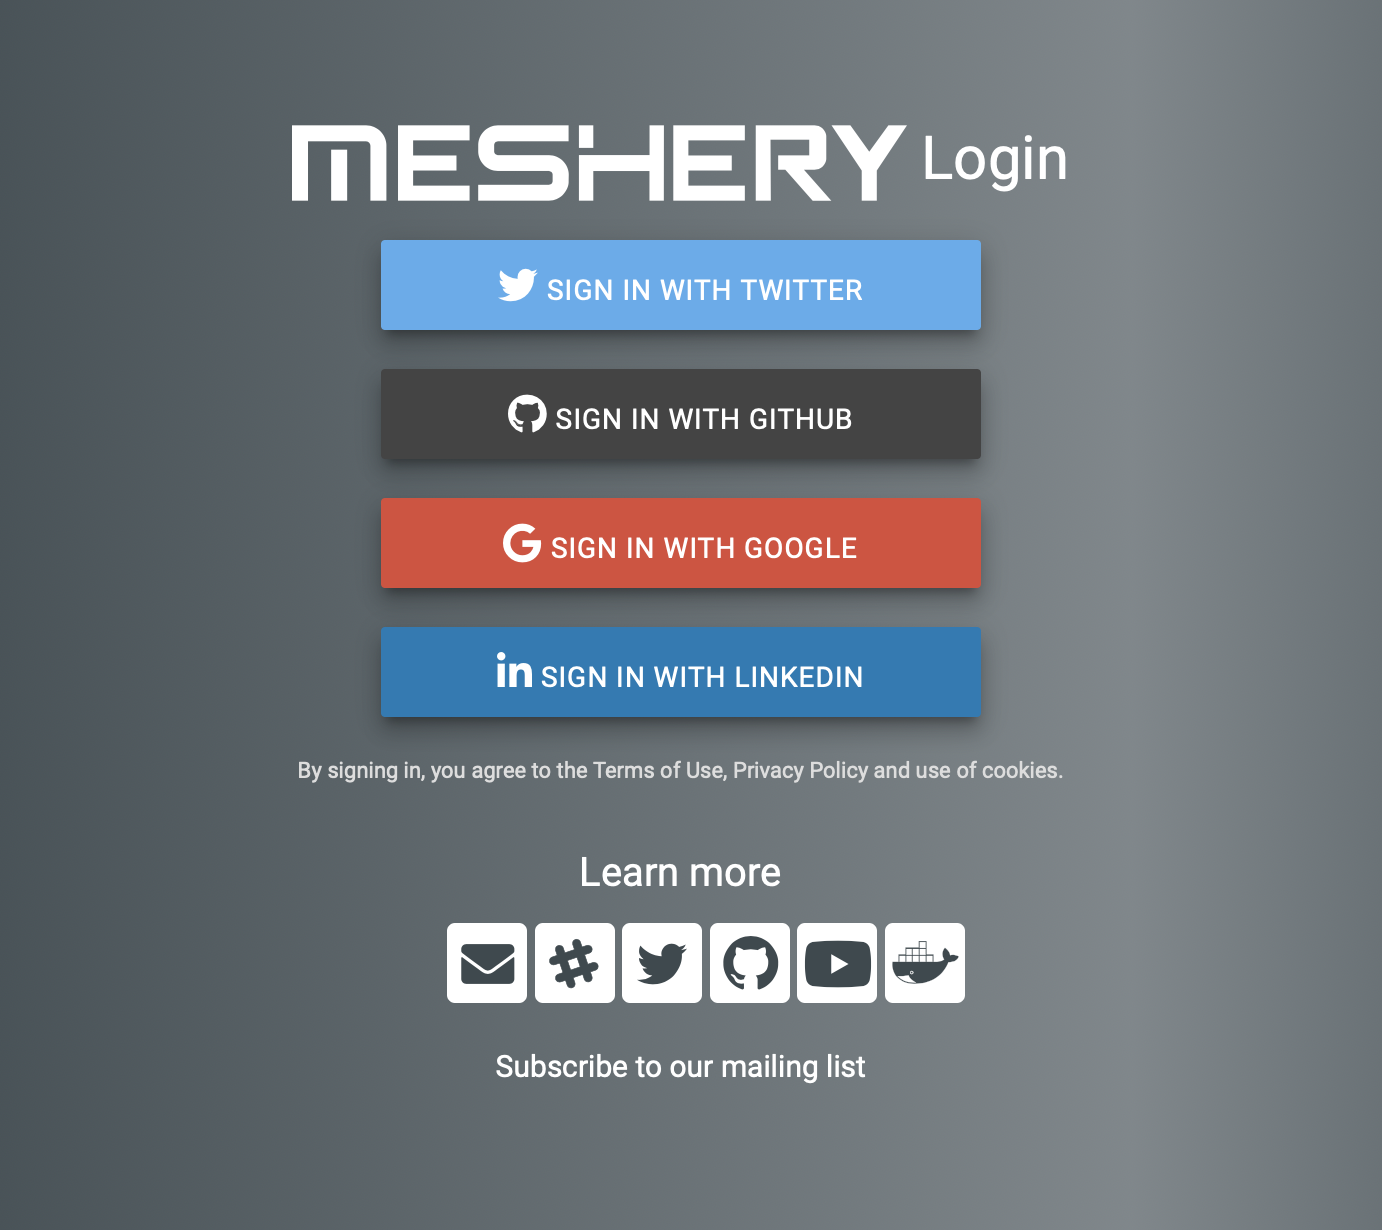 MESHERY Login
SIGN IN WITH TWITTER
SIGN IN WITH GITHUB
SIGN IN WITH GOOGLE
SIGN IN WITH LINKEDIN
By signing in, you agree to the Terms of Use, Privacy Policy and use of cookies.
Learn more
Subscribe to our mailing list